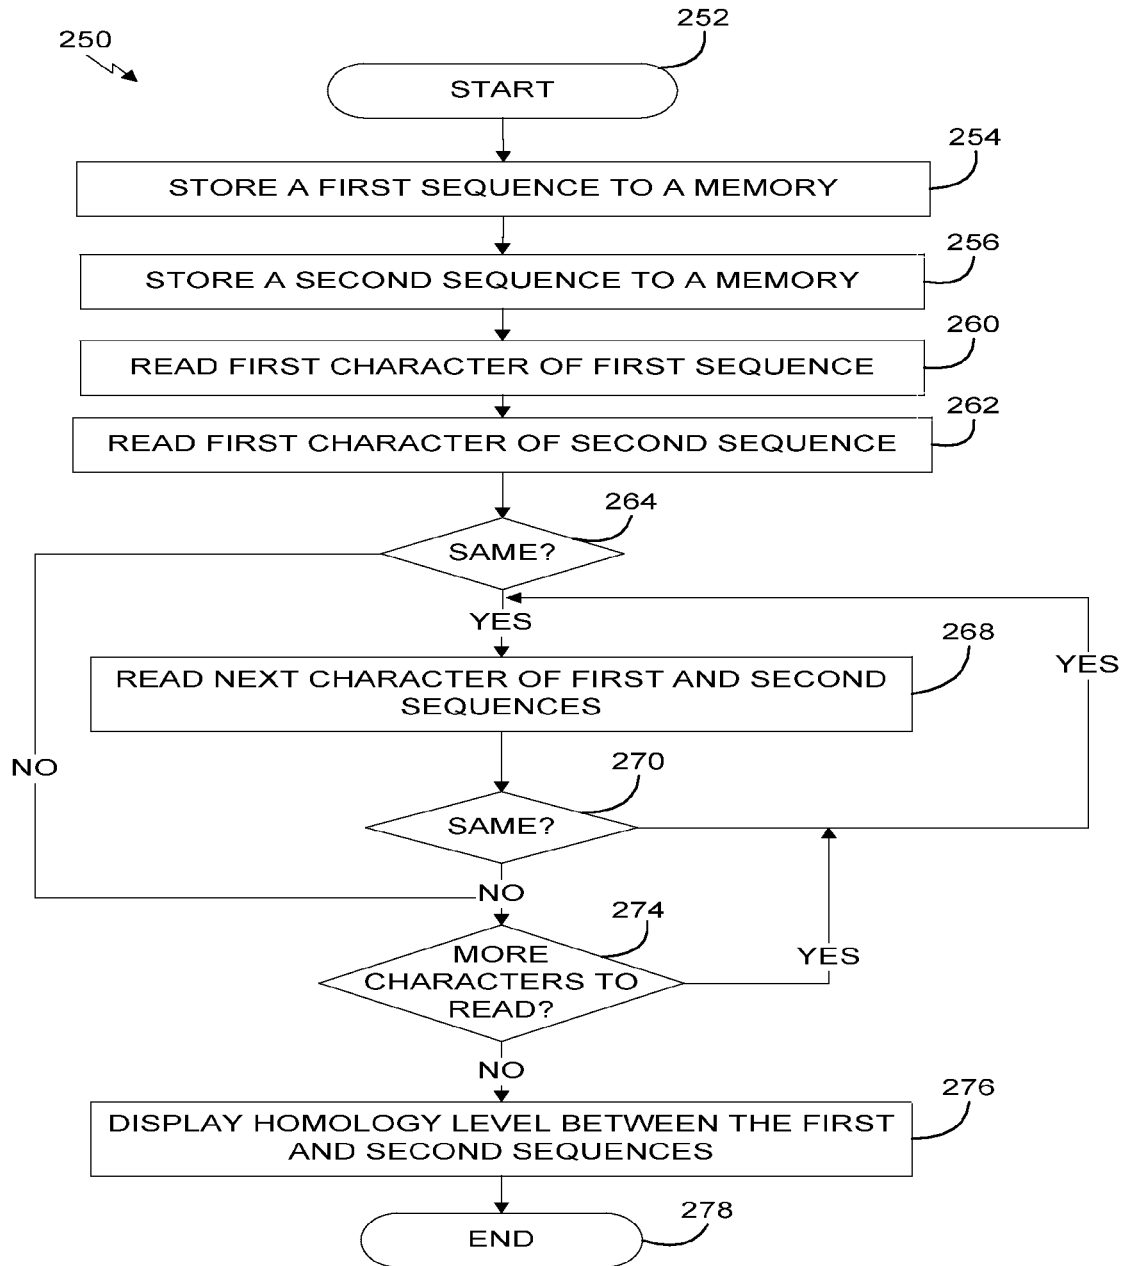 250
252
START
254
STORE A FIRST SEQUENCE TO A MEMORY
256
STORE A SECOND SEQUENCE TO A MEMORY
260
READ FIRST CHARACTER OF FIRST SEQUENCE
262
READ FIRST CHARACTER OF SECOND SEQUENCE
264
SAME?
YES
268
YES
READ NEXT CHARACTER OF FIRST AND SECOND
SEQUENCES
NO
270
SAME?
NO
274
MORE
CHARACTERS TO
READ?
YES
NO
276
DISPLAY HOMOLOGY LEVEL BETWEEN THE FIRST
AND SECOND SEQUENCES
278
END